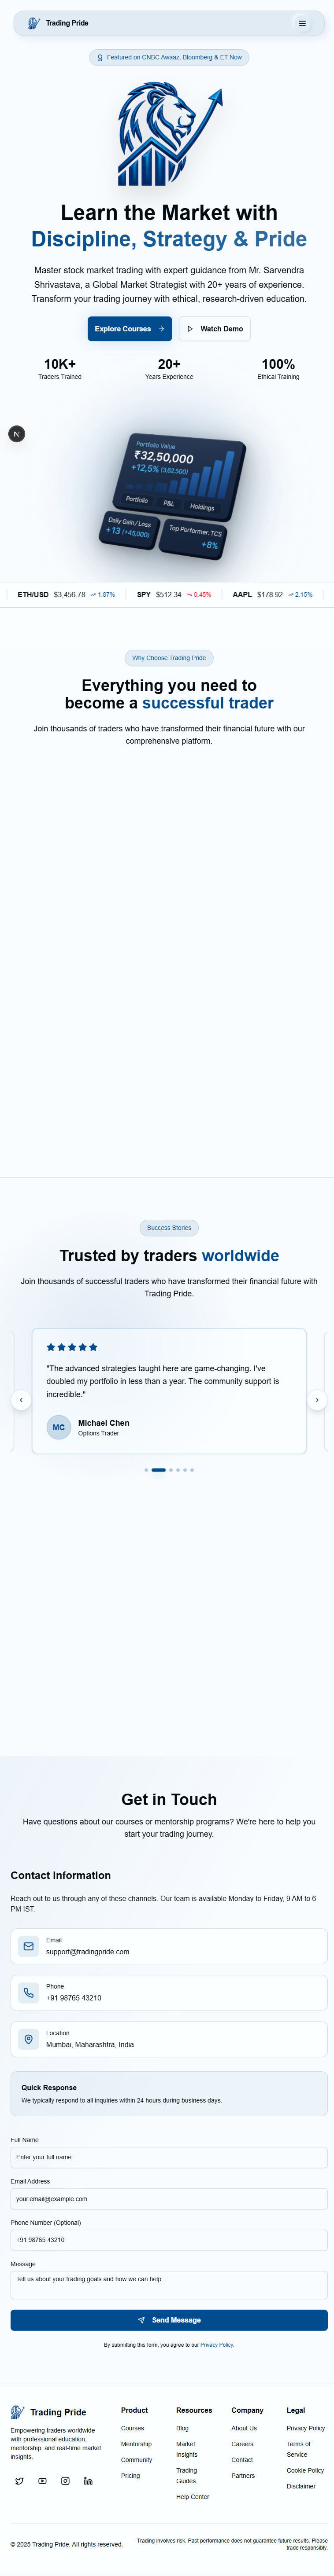 Trading Pride
Featured on CNBC Awaaz, Bloomberg & ET Now
Learn the Market with
Discipline, Strategy & Pride
Master stock market trading with expert guidance from Mr. Sarvendra
Shrivastava, a Global Market Strategist with 20+ years of experience.
Transform your trading journey with ethical, research-driven education.
Explore Courses
Watch Demo
10K+
Traders Trained
20+
Years Experience
100%
Ethical Training
N
Portfolio Value
₹32,50,000
+12,5% (3,62,500)
Portfolio
P&L
Holdings
Daily Gain / Loss
+13 (+45,000)
Top Performer: TCS
+8%
ETH/USD $3,456.78 1.87%
SPY $512.34 0.45%
AAPL $178.92 2.15%
Why Choose Trading Pride
Everything you need to
become a successful trader
Join thousands of traders who have transformed their financial future with our
comprehensive platform.
Success Stories
Trusted by traders worldwide
Join thousands of successful traders who have transformed their financial future with
Trading Pride.
"The advanced strategies taught here are game-changing. I've
doubled my portfolio in less than a year. The community support is
incredible."
MC
Michael Chen
Options Trader
Get in Touch
Have questions about our courses or mentorship programs? We're here to help you
start your trading journey.
Contact Information
Reach out to us through any of these channels. Our team is available Monday to Friday, 9 AM to 6
PM IST.
Email
support@tradingpride.com
Phone
+91 98765 43210
Location
Mumbai, Maharashtra, India
Quick Response
We typically respond to all inquiries within 24 hours during business days.
Full Name
Enter your full name
Email Address
your.email@example.com
Phone Number (Optional)
+91 98765 43210
Message
Tell us about your trading goals and how we can help...
Send Message
By submitting this form, you agree to our Privacy Policy.
Trading Pride
Empowering traders worldwide
with professional education,
mentorship, and real-time market
insights.
Product
Courses
Mentorship
Community
Pricing
Resources
Blog
Market
Insights
Trading
Guides
Help Center
Company
About Us
Careers
Contact
Partners
Legal
Privacy Policy
Terms of
Service
Cookie Policy
Disclaimer
© 2025 Trading Pride. All rights reserved.
Trading involves risk. Past performance does not guarantee future results. Please
trade responsibly.